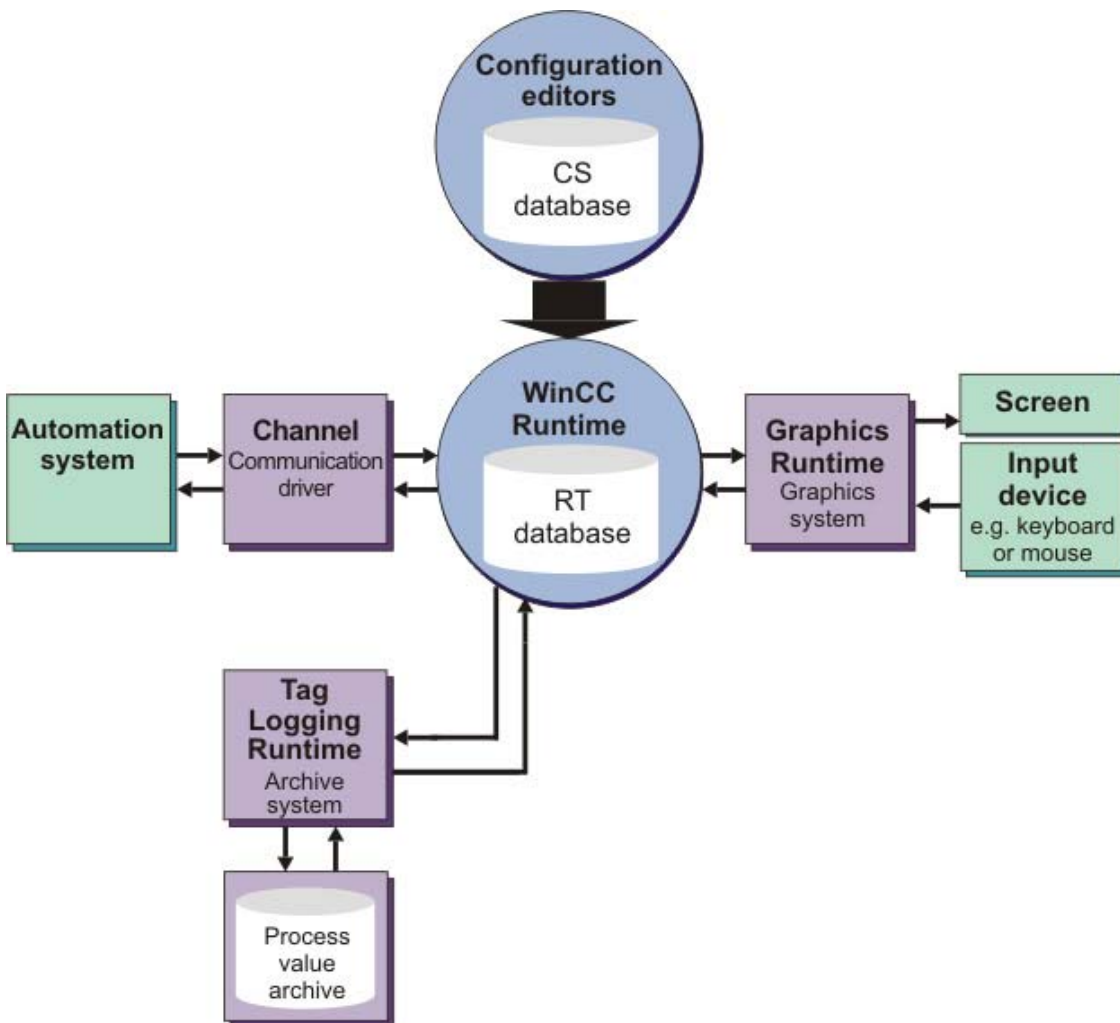 Configuration
editors
CS
database
WinCC
Runtime
RT
database
Automation
system
Channel
Communication
driver
Graphics
Runtime
Graphics
system
Screen
Input
device
e.g. keyboard
or mouse
Tag
Logging
Runtime
Archive
system
Process
value
archive